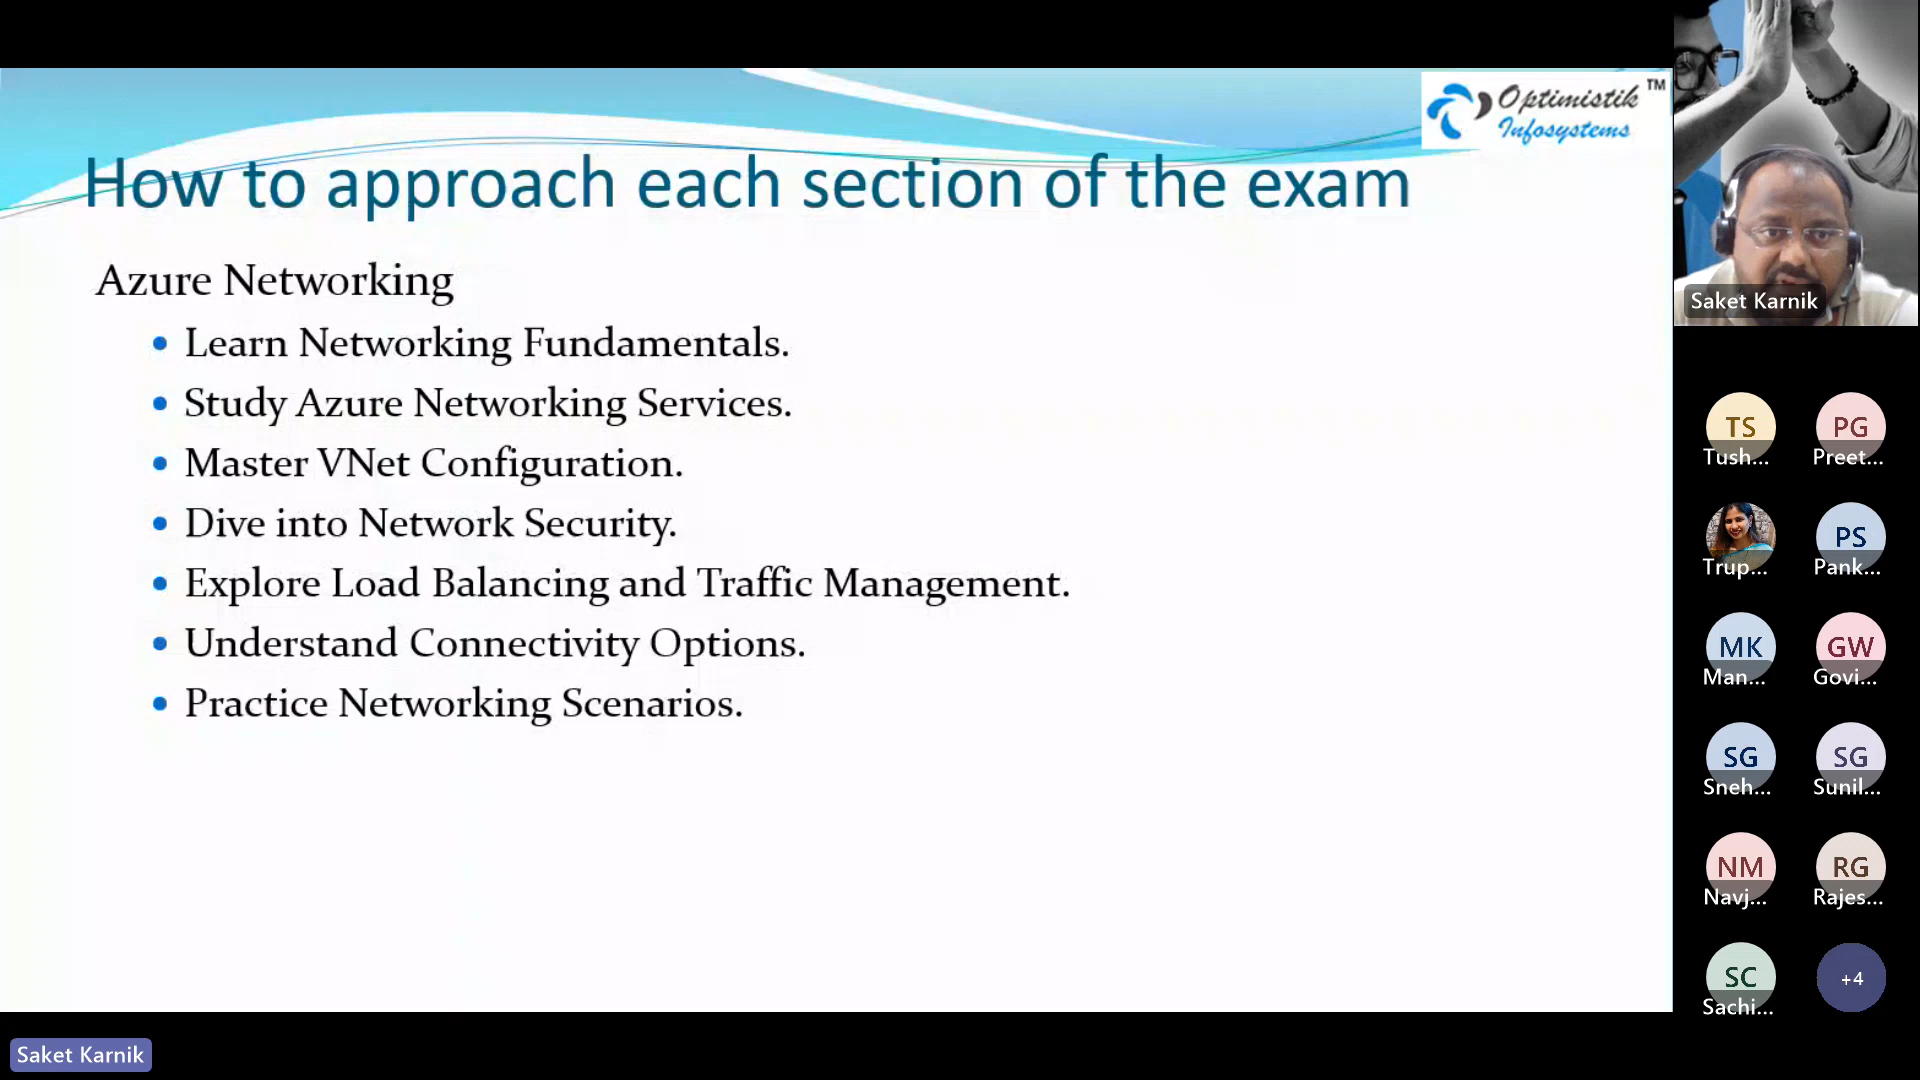 Optimistik TM
Infosystems
How to approach each section of the exam
Azure Networking
• Learn Networking Fundamentals.
• Study Azure Networking Services.
• Master VNet Configuration.
• Dive into Network Security.
• Explore Load Balancing and Traffic Management.
• Understand Connectivity Options.
• Practice Networking Scenarios.
Saket Karnik
TS PG
Tush... Preet...
PS
Trup... Pank...
MK GW
Man... Govi...
SG SG
Sneh... Sunil...
NM RG
Navj... Rajes...
SC +4
Sachi...
Saket Karnik